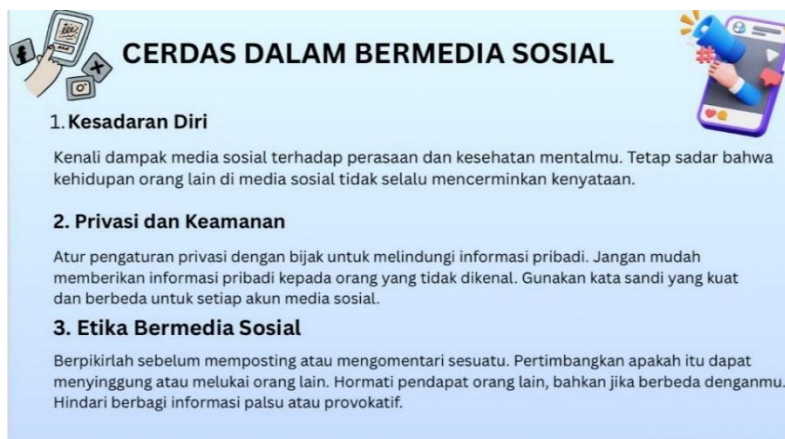 CERDAS DALAM BERMEDIA SOSIAL
1. Kesadaran Diri
Kenali dampak media sosial terhadap perasaan dan kesehatan mentalmu. Tetap sadar bahwa
kehidupan orang lain di media sosial tidak selalu mencerminkan kenyataan.
2. Privasi dan Keamanan
Atur pengaturan privasi dengan bijak untuk melindungi informasi pribadi. Jangan mudah
memberikan informasi pribadi kepada orang yang tidak dikenal. Gunakan kata sandi yang kuat
dan berbeda untuk setiap akun media sosial.
3. Etika Bermedia Sosial
Berpikirlah sebelum memposting atau mengomentari sesuatu. Pertimbangkan apakah itu dapat
menyinggung atau melukai orang lain. Hormati pendapat orang lain, bahkan jika berbeda denganmu.
Hindari berbagi informasi palsu atau provokatif.